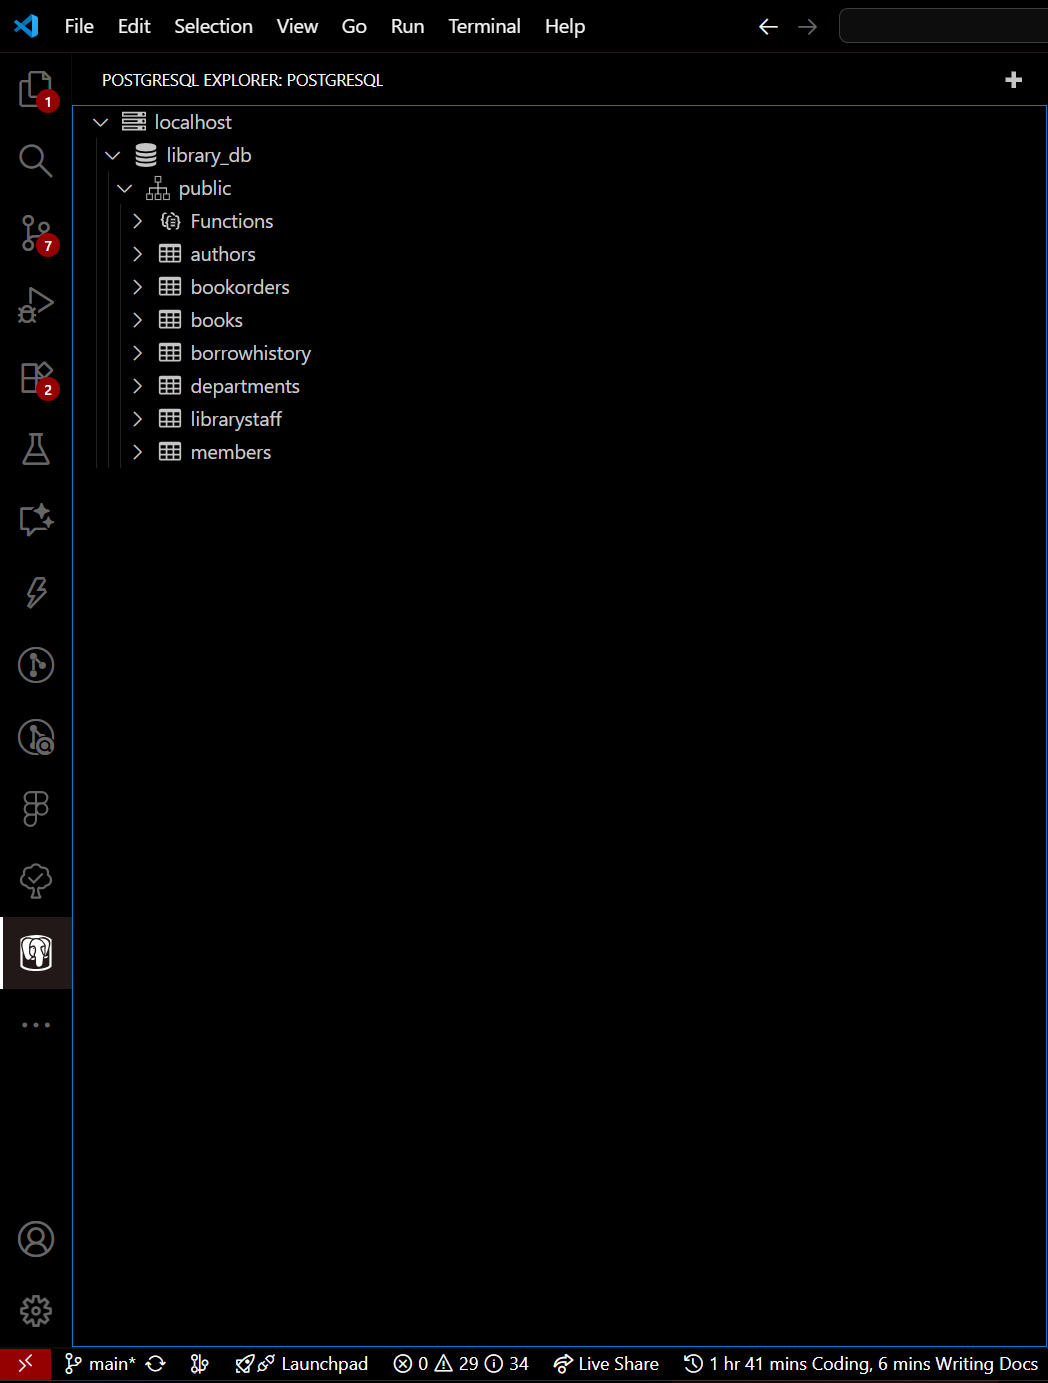 File Edit Selection View Go Run Terminal Help
POSTGRESQL EXPLORER: POSTGRESQL
1
localhost
library_db
public
Functions
7
authors
bookorders
books
borrowhistory
departments
2
librarystaff
members
main* Launchpad 0 29 34 Live Share 1 hr 41 mins Coding, 6 mins Writing Docs